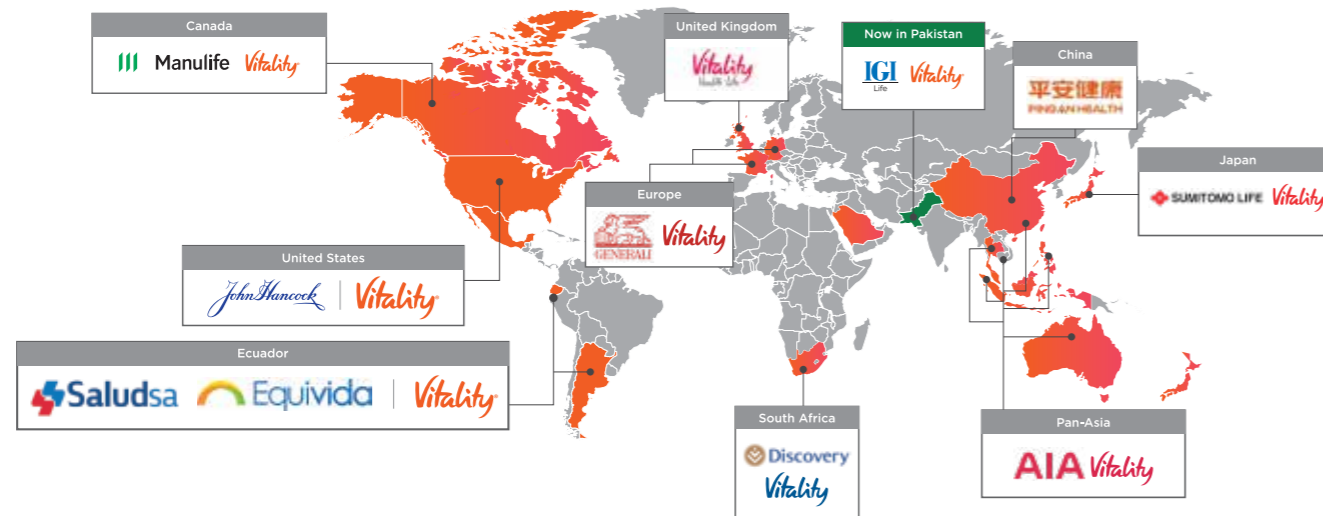 Canada
Manulife Vitality
United Kingdom
Vitality
Health Life
Now in Pakistan
IGI
Life
Vitality
China
平安健康
PING AN HEALTH
Japan
SUMITOMO LIFE Vitality
Europe
GENERALI
Vitality
United States
John Hancock Vitality
Ecuador
Saludsa Equivida Vitality
South Africa
Discovery
Vitality
Pan-Asia
AIA Vitality